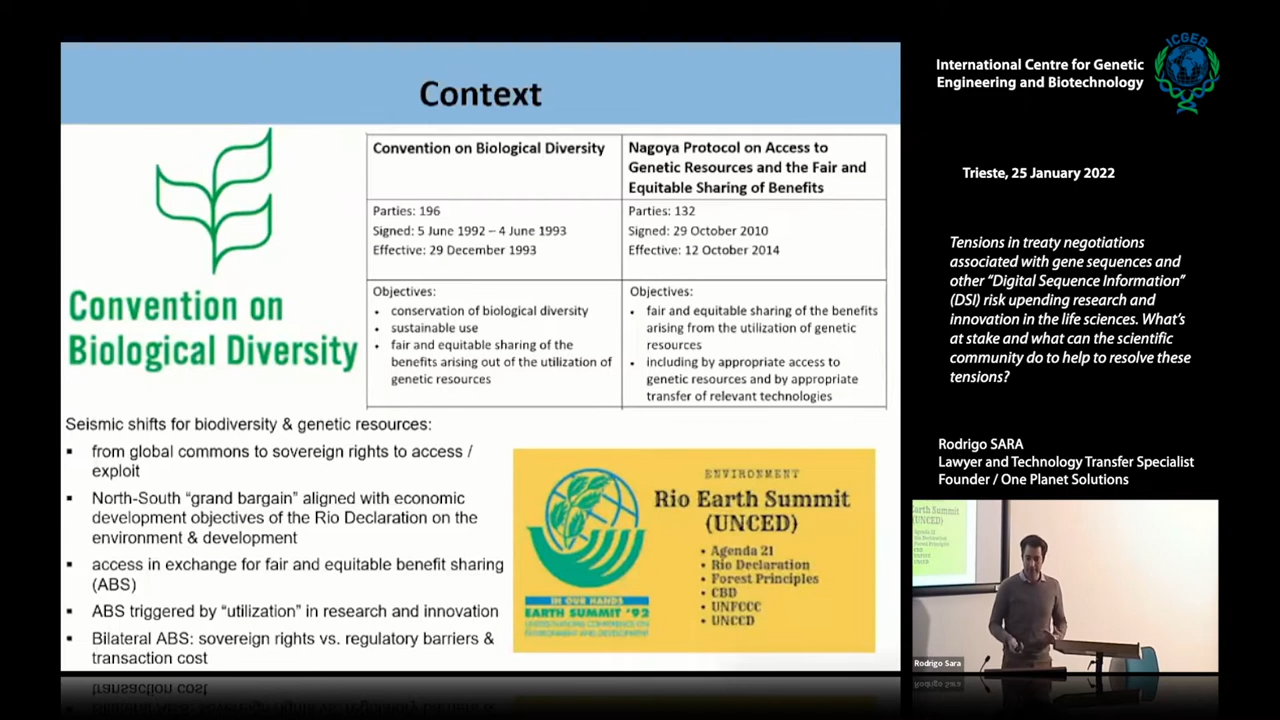 Context
Convention on
Biological Diversity
Convention on Biological Diversity
Nagoya Protocol on Access to
Genetic Resources and the Fair and
Equitable Sharing of Benefits
Parties: 196
Signed: 5 June 1992 – 4 June 1993
Effective: 29 December 1993
Parties: 132
Signed: 29 October 2010
Effective: 12 October 2014
Objectives:
• conservation of biological diversity
• sustainable use
• fair and equitable sharing of the
benefits arising out of the utilization of
genetic resources
Objectives:
• fair and equitable sharing of the benefits
arising from the utilization of genetic
resources
• including by appropriate access to
genetic resources and by appropriate
transfer of relevant technologies
Seismic shifts for biodiversity & genetic resources:
▪ from global commons to sovereign rights to access /
exploit
▪ North-South “grand bargain” aligned with economic
development objectives of the Rio Declaration on the
environment & development
▪ access in exchange for fair and equitable benefit sharing
(ABS)
▪ ABS triggered by “utilization” in research and innovation
▪ Bilateral ABS: sovereign rights vs. regulatory barriers &
transaction cost
ENVIRONMENT
Rio Earth Summit
(UNCED)
• Agenda 21
• Rio Declaration
• Forest Principles
• CBD
• UNFCCC
• UNCCD
IN OUR HANDS
EARTH SUMMIT '92
UNITED NATIONS CONFERENCE ON
ENVIRONMENT AND DEVELOPMENT
International Centre for Genetic
Engineering and Biotechnology
ICGEB
Trieste, 25 January 2022
Tensions in treaty negotiations
associated with gene sequences and
other “Digital Sequence Information”
(DSI) risk upending research and
innovation in the life sciences. What’s
at stake and what can the scientific
community do to help to resolve these
tensions?
Rodrigo SARA
Lawyer and Technology Transfer Specialist
Founder / One Planet Solutions
Earth Summit
(UNCED)
Rodrigo Sara